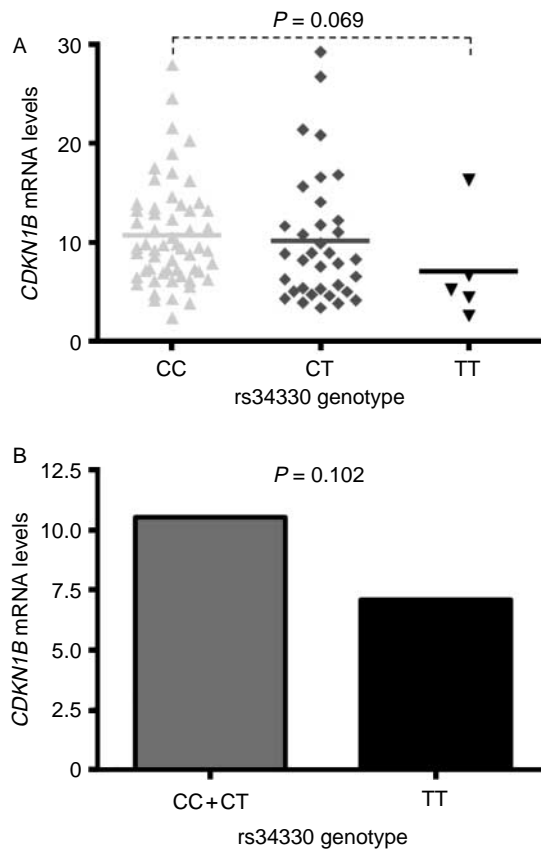 A
P = 0.069
CDKN1B mRNA levels
30
20
10
0
CC CT TT
rs34330 genotype
B
P = 0.102
CDKN1B mRNA levels
12.5
10.0
7.5
5.0
2.5
0
CC+CT TT
rs34330 genotype